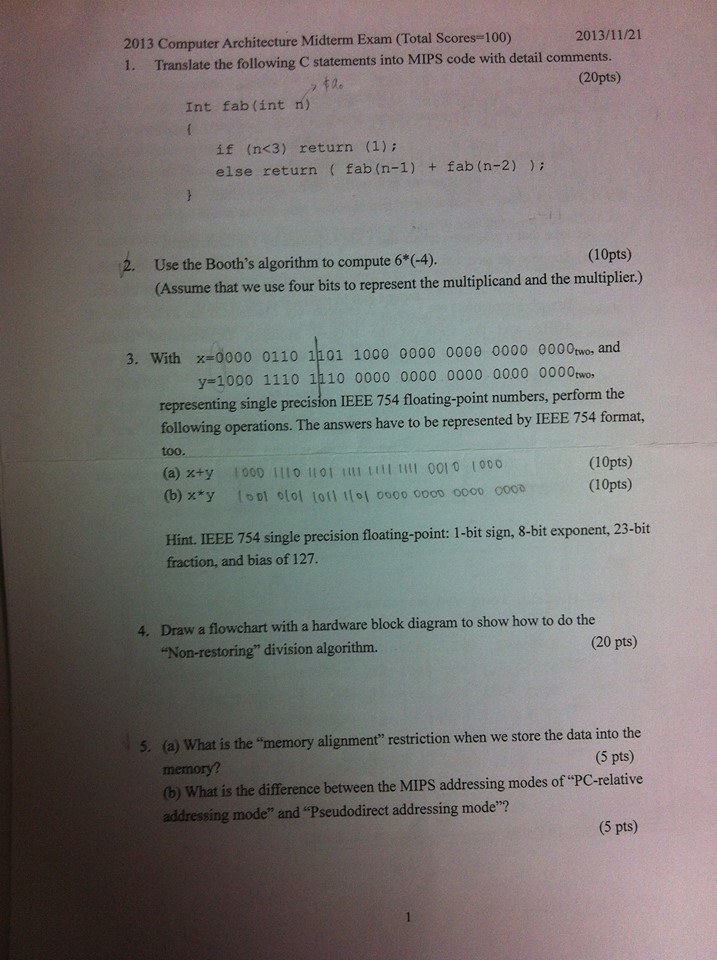 2013 Computer Architecture Midterm Exam (Total Scores=100) 2013/11/21
1. Translate the following C statements into MIPS code with detail comments.
(20pts)
$a0
Int fab(int n)
{
if (n<3) return (1);
else return ( fab(n-1) + fab(n-2) );
}
2. Use the Booth's algorithm to compute 6*(-4). (10pts)
(Assume that we use four bits to represent the multiplicand and the multiplier.)
3. With x=0000 0110 1101 1000 0000 0000 0000 0000two, and
y=1000 1110 1110 0000 0000 0000 0000 0000two,
representing single precision IEEE 754 floating-point numbers, perform the
following operations. The answers have to be represented by IEEE 754 format,
too.
(a) x+y 1000 1110 1101 1111 1111 1111 0010 1000 (10pts)
(b) x*y 1001 0101 1011 1101 0000 0000 0000 0000 (10pts)
Hint. IEEE 754 single precision floating-point: 1-bit sign, 8-bit exponent, 23-bit
fraction, and bias of 127.
4. Draw a flowchart with a hardware block diagram to show how to do the
"Non-restoring" division algorithm. (20 pts)
5. (a) What is the "memory alignment" restriction when we store the data into the
memory? (5 pts)
(b) What is the difference between the MIPS addressing modes of "PC-relative
addressing mode" and "Pseudodirect addressing mode"?
(5 pts)
1